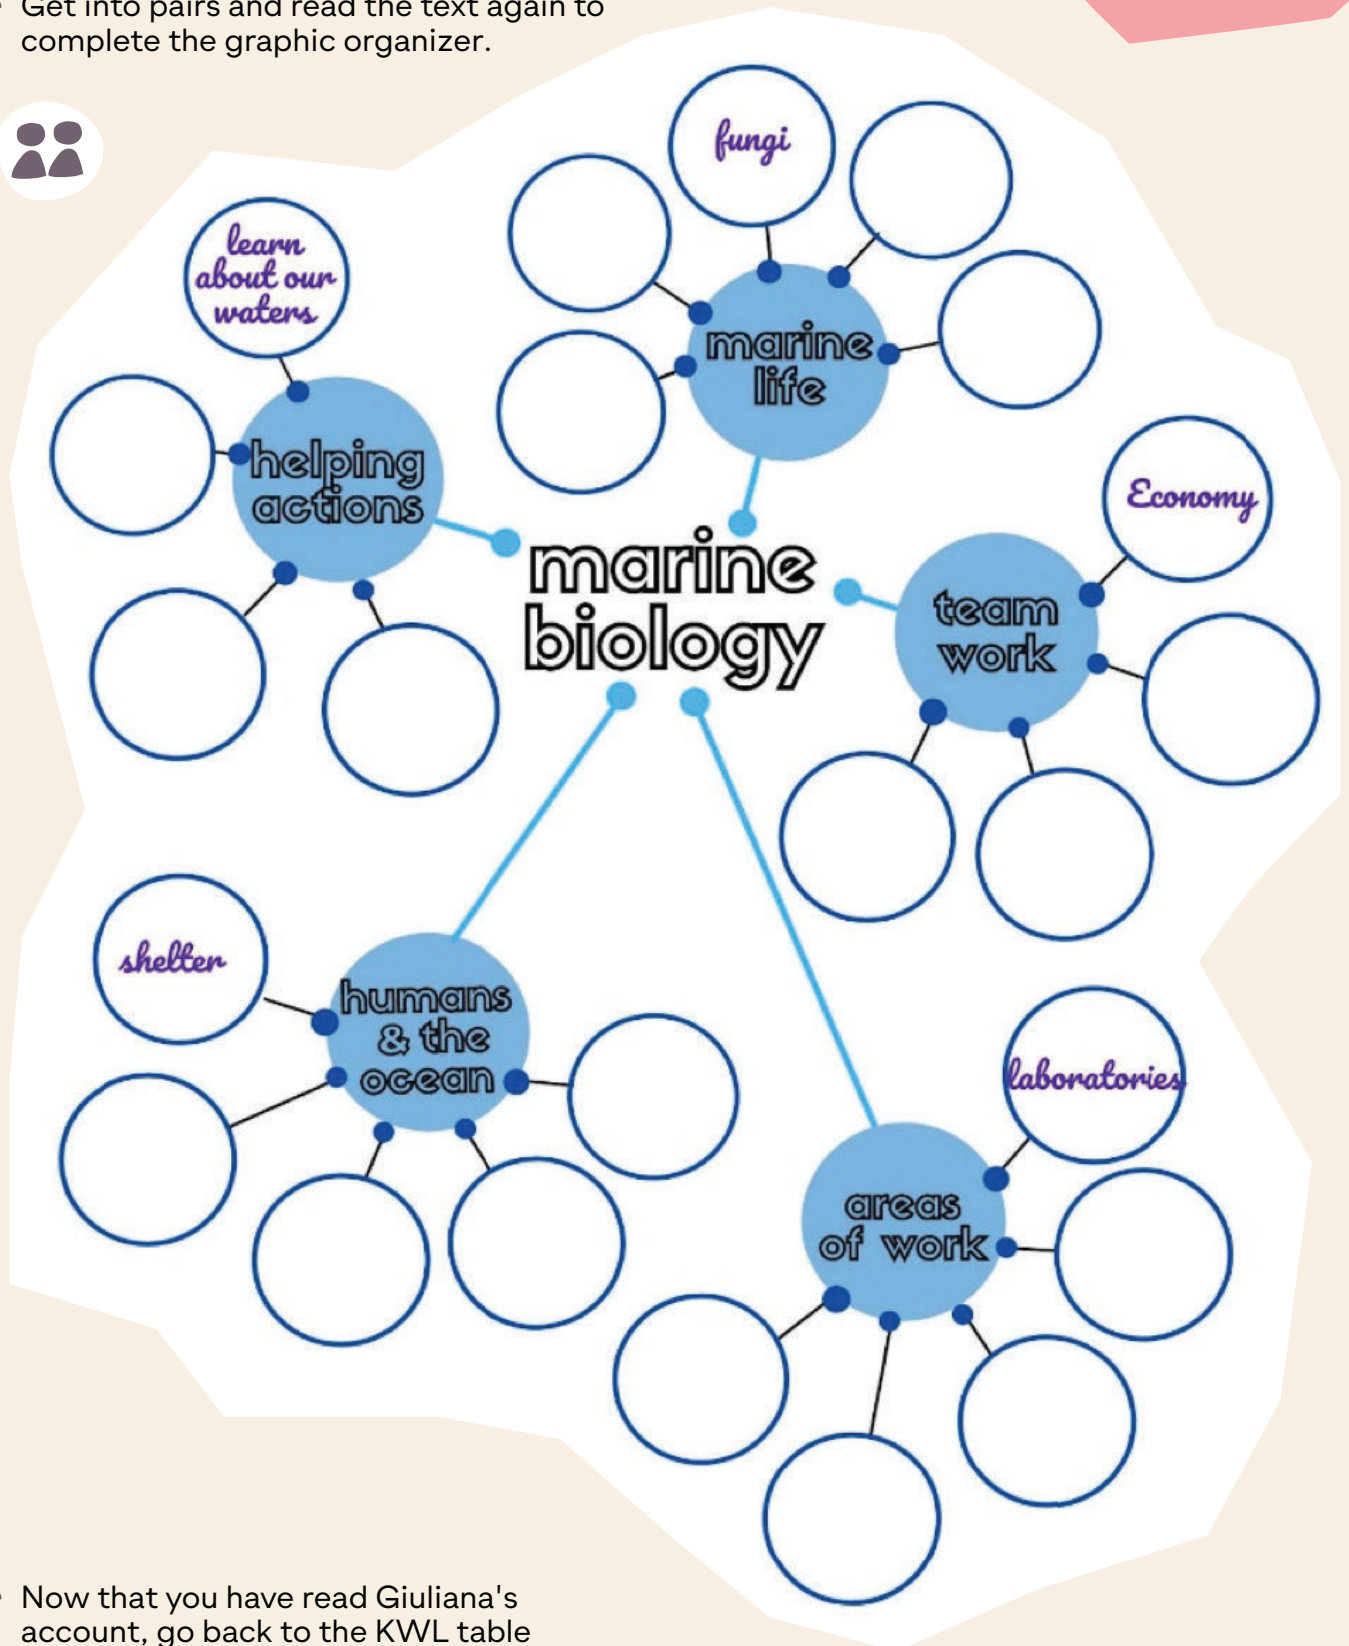 Get into pairs and read the text again to
complete the graphic organizer.
fungi
learn
about our
waters
marine
life
helping
actions
Economy
marine
biology
team
work
shelter
humans
& the
ocean
laboratories
areas
of work
Now that you have read Giuliana's
account, go back to the KWL table